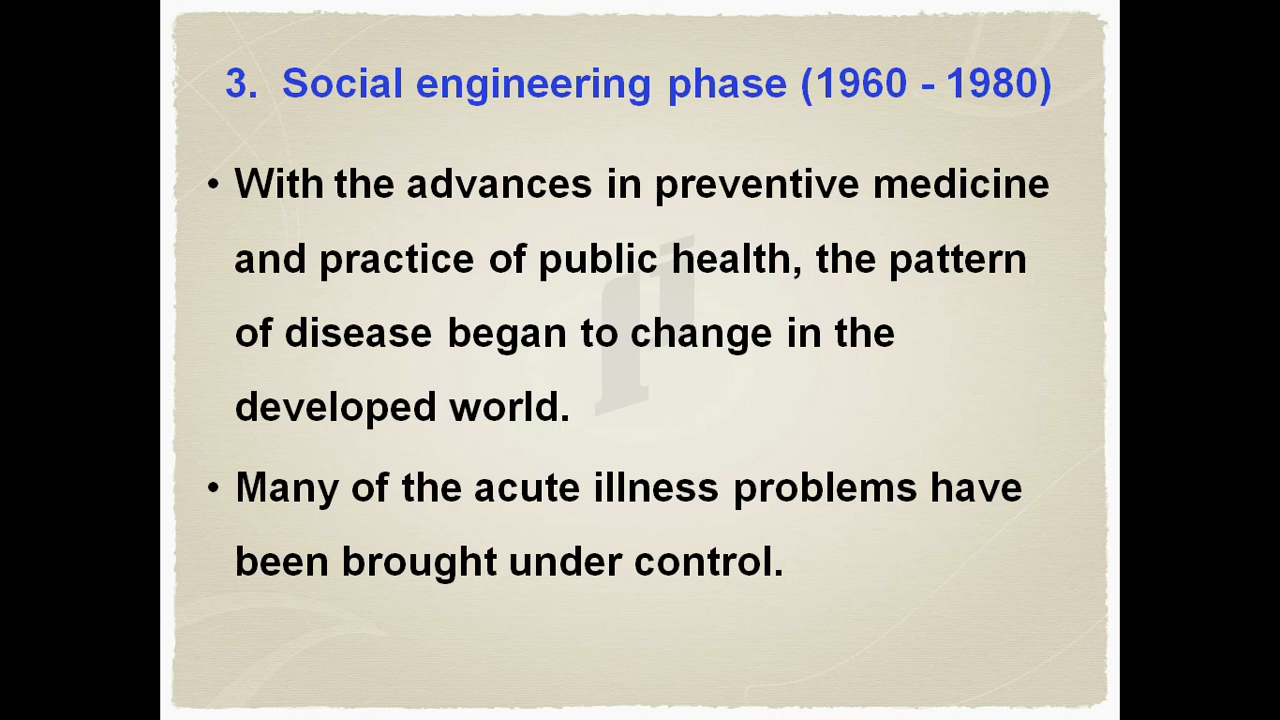 3. Social engineering phase (1960 - 1980)
• With the advances in preventive medicine
and practice of public health, the pattern
of disease began to change in the
developed world.
• Many of the acute illness problems have
been brought under control.